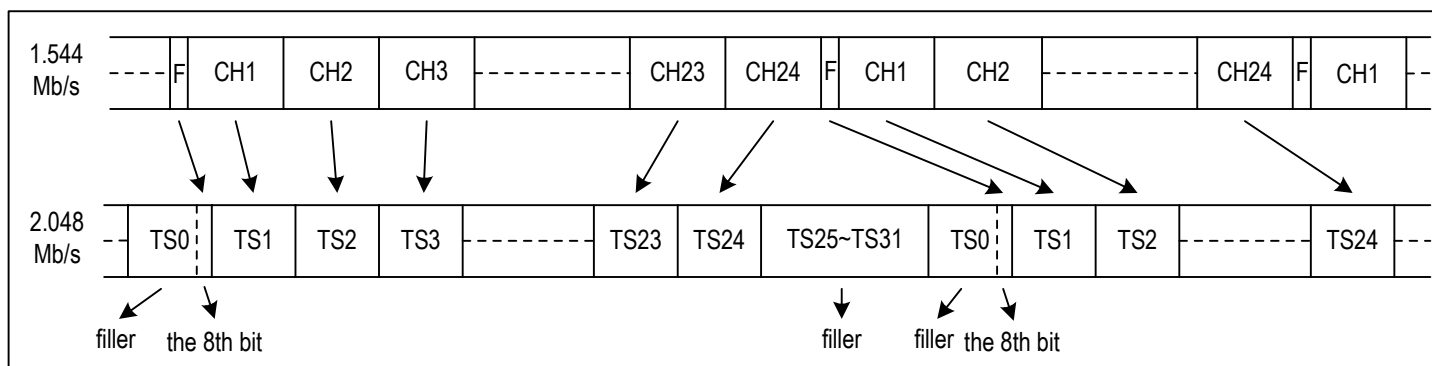 1.544 Mb/s F CH1 CH2 CH3 CH23 CH24 F CH1 CH2 CH24 F CH1
2.048 Mb/s TS0 TS1 TS2 TS3 TS23 TS24 TS25~TS31 TS0 TS1 TS2 TS24
filler the 8th bit filler filler the 8th bit